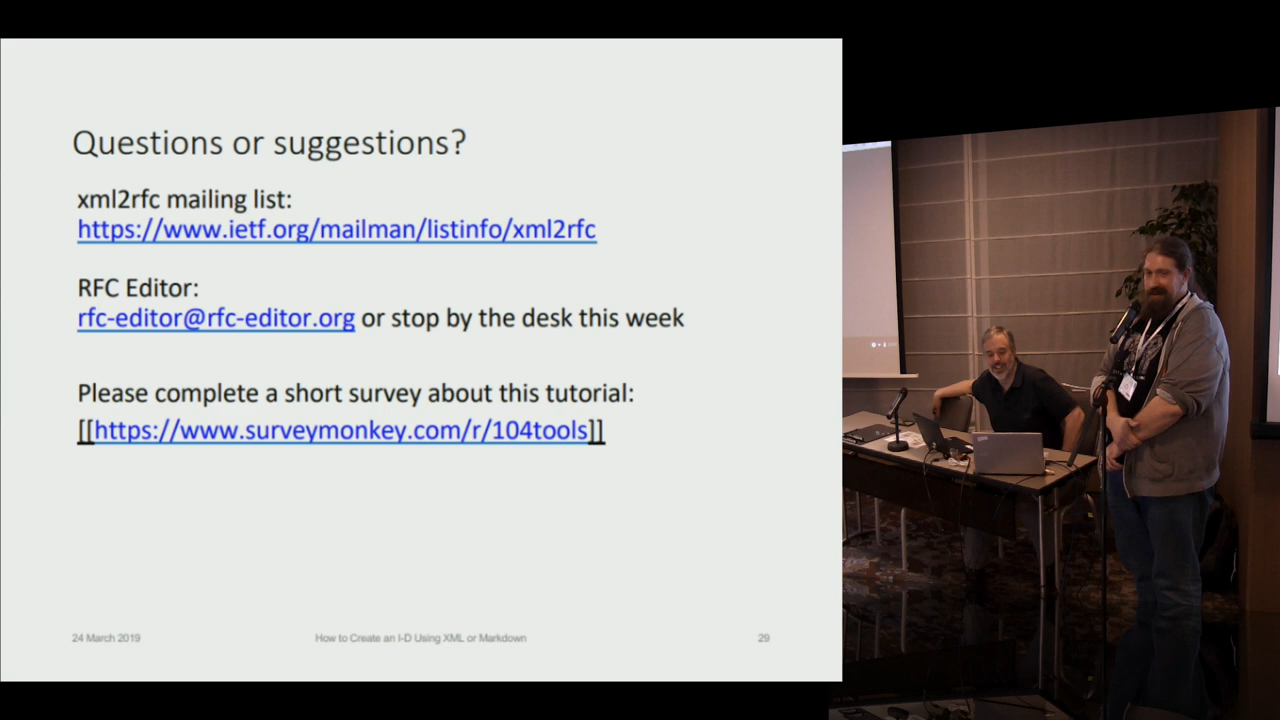 Questions or suggestions?
xml2rfc mailing list:
https://www.ietf.org/mailman/listinfo/xml2rfc
RFC Editor:
rfc-editor@rfc-editor.org or stop by the desk this week
Please complete a short survey about this tutorial:
[[https://www.surveymonkey.com/r/104tools]]
24 March 2019
How to Create an I-D Using XML or Markdown
29